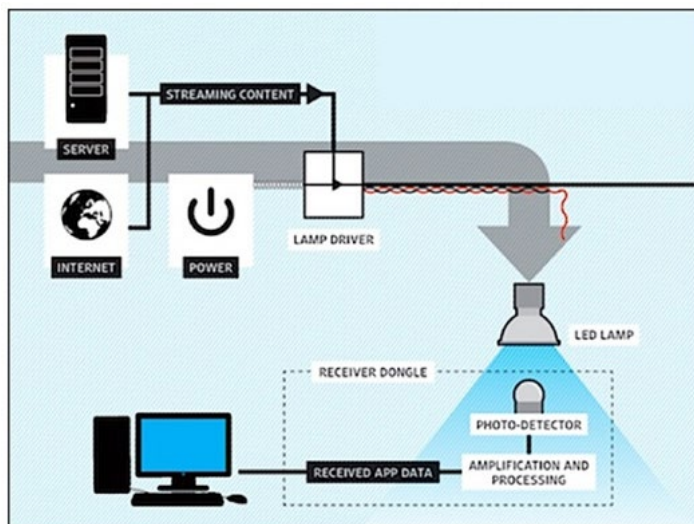 STREAMING CONTENT
SERVER
LAMP DRIVER
INTERNET
POWER
LED LAMP
RECEIVER DONGLE
PHOTO-DETECTOR
RECEIVED APP DATA
AMPLIFICATION AND
PROCESSING